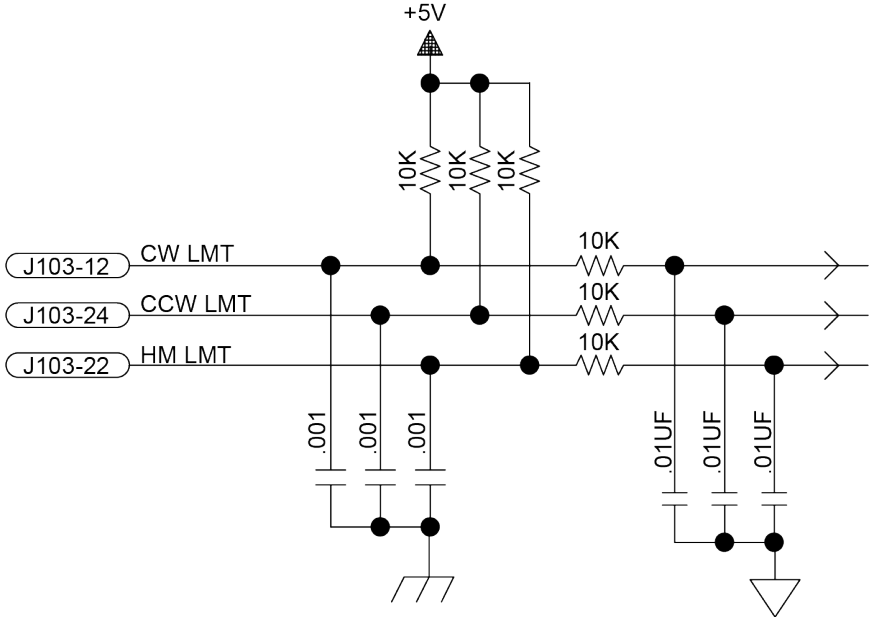 +5V
10K
10K
10K
J103-12
CW LMT
10K
J103-24
CCW LMT
10K
J103-22
HM LMT
10K
.001
.001
.001
.01UF
.01UF
.01UF